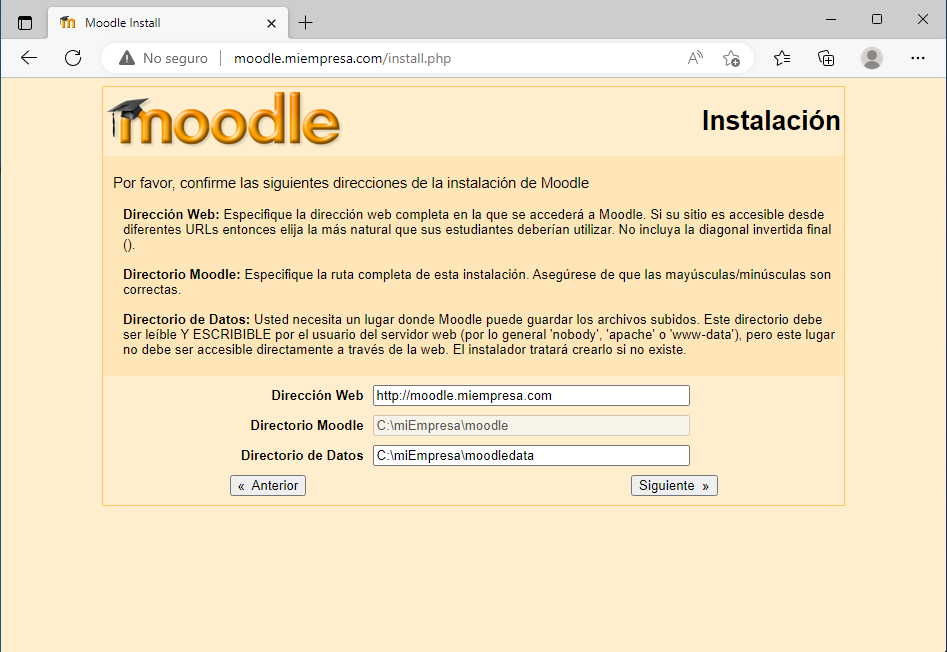 Moodle Install
No seguro
moodle.miempresa.com/install.php
moodle
Instalación
Por favor, confirme las siguientes direcciones de la instalación de Moodle
Dirección Web: Especifique la dirección web completa en la que se accederá a Moodle. Si su sitio es accesible desde
diferentes URLs entonces elija la más natural que sus estudiantes deberían utilizar. No incluya la diagonal invertida final
().
Directorio Moodle: Especifique la ruta completa de esta instalación. Asegúrese de que las mayúsculas/minúsculas son
correctas.
Directorio de Datos: Usted necesita un lugar donde Moodle puede guardar los archivos subidos. Este directorio debe
ser leíble Y ESCRIBIBLE por el usuario del servidor web (por lo general 'nobody', 'apache' o 'www-data'), pero este lugar
no debe ser accesible directamente a través de la web. El instalador tratará crearlo si no existe.
Dirección Web http://moodle.miempresa.com
Directorio Moodle C:\miEmpresa\moodle
Directorio de Datos C:\miEmpresa\moodledata
« Anterior Siguiente »